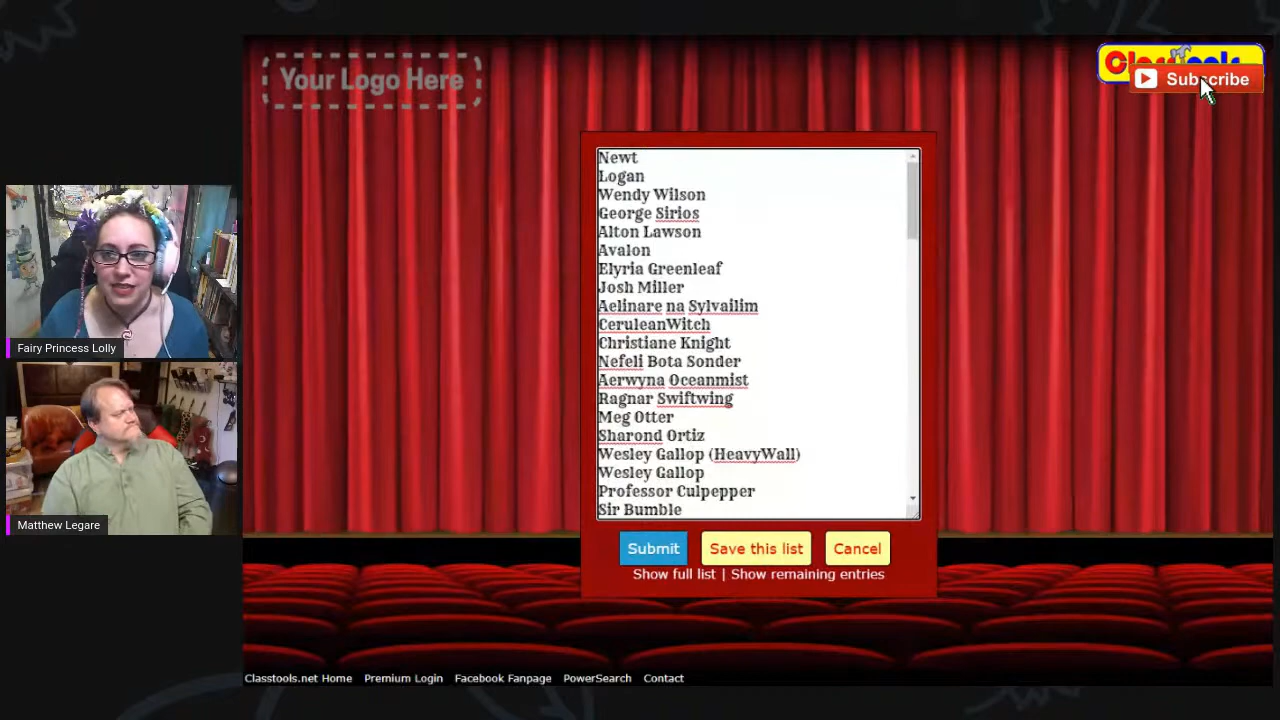 Your Logo Here
Classtools
Subscribe
Newt
Logan
Wendy Wilson
George Sirios
Alton Lawson
Avalon
Elyria Greenleaf
Josh Miller
Aelinare na Sylvailim
CeruleanWitch
Christiane Knight
Nefeli Bota Sonder
Aerwyna Oceanmist
Ragnar Swiftwing
Meg Otter
Sharond Ortiz
Wesley Gallop (HeavyWall)
Wesley Gallop
Professor Culpepper
Sir Bumble
Fairy Princess Lolly
Matthew Legare
Submit Save this list Cancel
Show full list | Show remaining entries
Classtools.net Home Premium Login Facebook Fanpage PowerSearch Contact